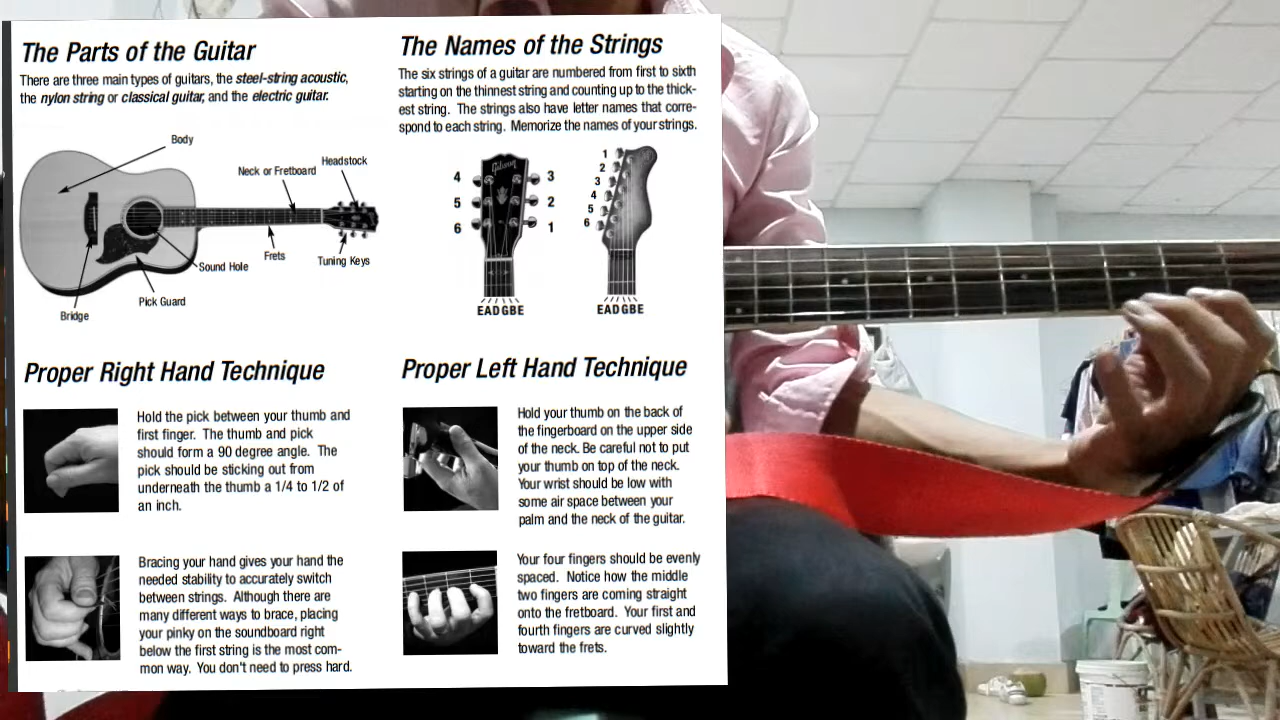 The Parts of the Guitar
There are three main types of guitars, the steel-string acoustic,
the nylon string or classical guitar, and the electric guitar.
Body
Headstock
Neck or Fretboard
Frets
Tuning Keys
Sound Hole
Pick Guard
Bridge
The Names of the Strings
The six strings of a guitar are numbered from first to sixth
starting on the thinnest string and counting up to the thick-
est string. The strings also have letter names that corre-
spond to each string. Memorize the names of your strings.
Gibson
4 3
5 2
6 1
EADGBE
1
2
3
4
5
6
EADGBE
Proper Right Hand Technique
Hold the pick between your thumb and
first finger. The thumb and pick
should form a 90 degree angle. The
pick should be sticking out from
underneath the thumb a 1/4 to 1/2 of
an inch.
Bracing your hand gives your hand the
needed stability to accurately switch
between strings. Although there are
many different ways to brace, placing
your pinky on the soundboard right
below the first string is the most com-
mon way. You don't need to press hard.
Proper Left Hand Technique
Hold your thumb on the back of
the fingerboard on the upper side
of the neck. Be careful not to put
your thumb on top of the neck.
Your wrist should be low with
some air space between your
palm and the neck of the guitar.
Your four fingers should be evenly
spaced. Notice how the middle
two fingers are coming straight
onto the fretboard. Your first and
fourth fingers are curved slightly
toward the frets.